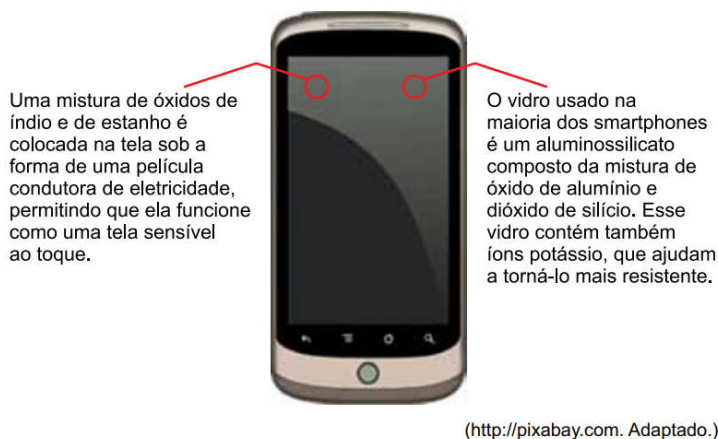 Uma mistura de óxidos de
índio e de estanho é
colocada na tela sob a
forma de uma película
condutora de eletricidade,
permitindo que ela funcione
como uma tela sensível
ao toque.
O vidro usado na
maioria dos smartphones
é um aluminossilicato
composto da mistura de
óxido de alumínio e
dióxido de silício. Esse
vidro contém também
íons potássio, que ajudam
a torná-lo mais resistente.
(http://pixabay.com. Adaptado.)